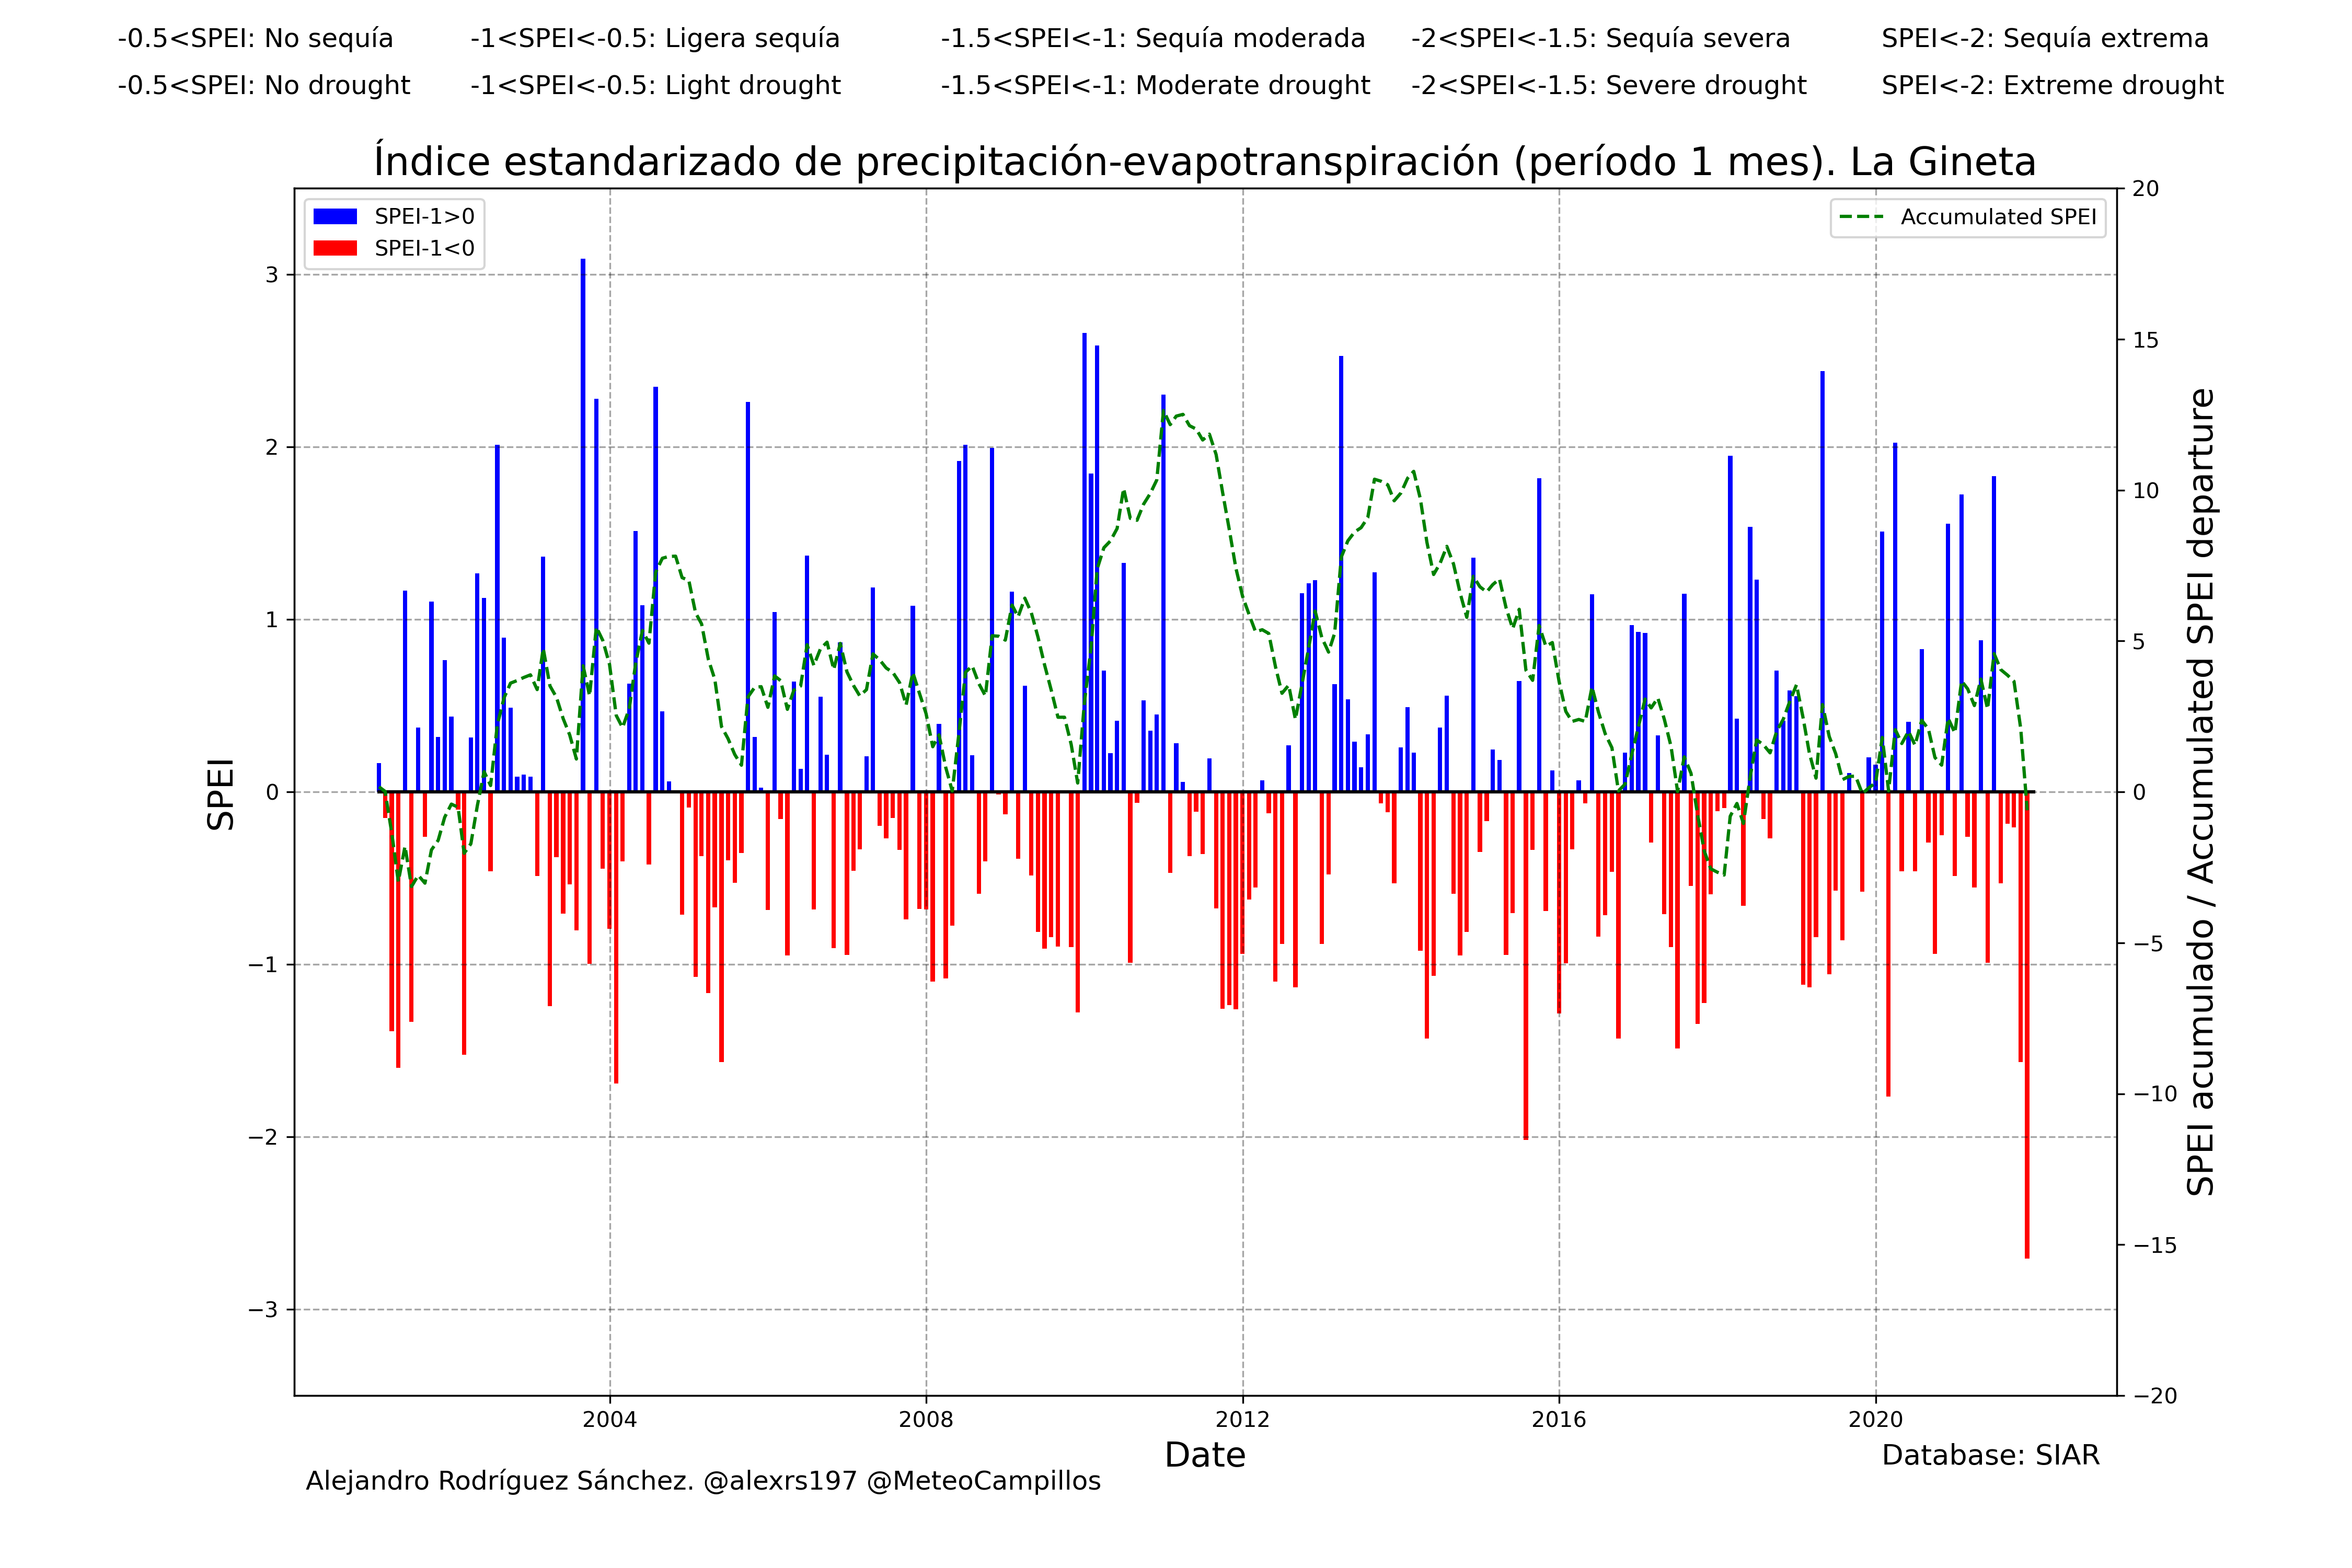 -0.5<SPEI: No sequía
-1<SPEI<-0.5: Ligera sequía
-1.5<SPEI<-1: Sequía moderada
-2<SPEI<-1.5: Sequía severa
SPEI<-2: Sequía extrema
-0.5<SPEI: No drought
-1<SPEI<-0.5: Light drought
-1.5<SPEI<-1: Moderate drought
-2<SPEI<-1.5: Severe drought
SPEI<-2: Extreme drought
Índice estandarizado de precipitación-evapotranspiración (período 1 mes). La Gineta
SPEI-1>0
SPEI-1<0
Accumulated SPEI
SPEI
3
2
1
0
−1
−2
−3
20
15
10
5
0
−5
−10
−15
−20
SPEI acumulado / Accumulated SPEI departure
2004
2008
2012
2016
2020
Date
Database: SIAR
Alejandro Rodríguez Sánchez. @alexrs197 @MeteoCampillos